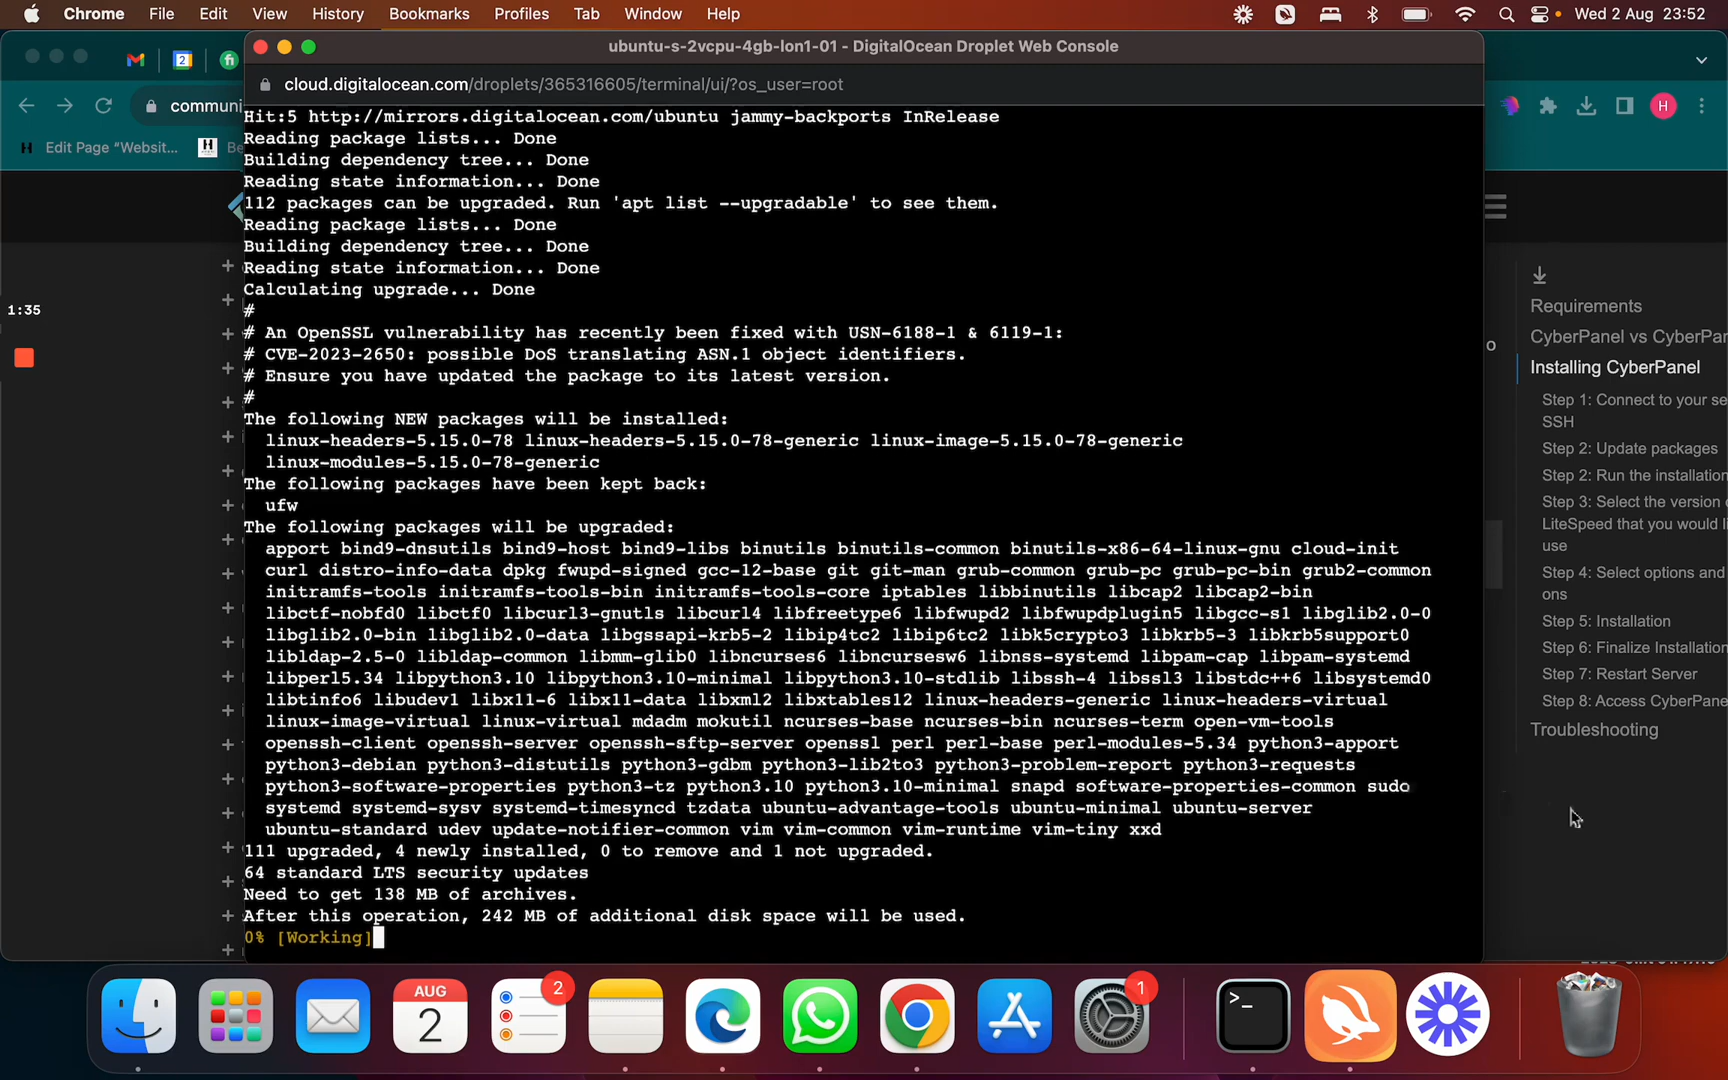 Chrome File Edit View History Bookmarks Profiles Tab Window Help Wed 2 Aug 23:52
ubuntu-s-2vcpu-4gb-lon1-01 - DigitalOcean Droplet Web Console
cloud.digitalocean.com/droplets/365316605/terminal/ui/?os_user=root
communi
H
Edit Page “Websit...
H
Be
1:35
Hit:5 http://mirrors.digitalocean.com/ubuntu jammy-backports InRelease
Reading package lists... Done
Building dependency tree... Done
Reading state information... Done
112 packages can be upgraded. Run 'apt list --upgradable' to see them.
Reading package lists... Done
Building dependency tree... Done
Reading state information... Done
Calculating upgrade... Done
#
# An OpenSSL vulnerability has recently been fixed with USN-6188-1 & 6119-1:
# CVE-2023-2650: possible DoS translating ASN.1 object identifiers.
# Ensure you have updated the package to its latest version.
#
The following NEW packages will be installed:
linux-headers-5.15.0-78 linux-headers-5.15.0-78-generic linux-image-5.15.0-78-generic
linux-modules-5.15.0-78-generic
The following packages have been kept back:
ufw
The following packages will be upgraded:
apport bind9-dnsutils bind9-host bind9-libs binutils binutils-common binutils-x86-64-linux-gnu cloud-init
curl distro-info-data dpkg fwupd-signed gcc-12-base git git-man grub-common grub-pc grub-pc-bin grub2-common
initramfs-tools initramfs-tools-bin initramfs-tools-core iptables libbinutils libcap2 libcap2-bin
libctf-nobfd0 libctf0 libcurl3-gnutls libcurl4 libfreetype6 libfwupd2 libfwupdplugin5 libgcc-s1 libglib2.0-0
libglib2.0-bin libglib2.0-data libgssapi-krb5-2 libip4tc2 libip6tc2 libk5crypto3 libkrb5-3 libkrb5support0
libldap-2.5-0 libldap-common libmm-glib0 libncurses6 libncursesw6 libnss-systemd libpam-cap libpam-systemd
libperl5.34 libpython3.10 libpython3.10-minimal libpython3.10-stdlib libssh-4 libssl3 libstdc++6 libsystemd0
libtinfo6 libudev1 libx11-6 libx11-data libxml2 libxtables12 linux-headers-generic linux-headers-virtual
linux-image-virtual linux-virtual mdadm mokutil ncurses-base ncurses-bin ncurses-term open-vm-tools
openssh-client openssh-server openssh-sftp-server openssl perl perl-base perl-modules-5.34 python3-apport
python3-debian python3-distutils python3-gdbm python3-lib2to3 python3-problem-report python3-requests
python3-software-properties python3-tz python3.10 python3.10-minimal snapd software-properties-common sudo
systemd systemd-sysv systemd-timesyncd tzdata ubuntu-advantage-tools ubuntu-minimal ubuntu-server
ubuntu-standard udev update-notifier-common vim vim-common vim-runtime vim-tiny xxd
111 upgraded, 4 newly installed, 0 to remove and 1 not upgraded.
64 standard LTS security updates
Need to get 138 MB of archives.
After this operation, 242 MB of additional disk space will be used.
0% [Working]
Requirements
CyberPanel vs CyberPar
Installing CyberPanel
Step 1: Connect to your se
SSH
Step 2: Update packages
Step 2: Run the installation
Step 3: Select the version o
LiteSpeed that you would li
use
Step 4: Select options and
ons
Step 5: Installation
Step 6: Finalize Installation
Step 7: Restart Server
Step 8: Access CyberPane
Troubleshooting
AUG
2
2
1